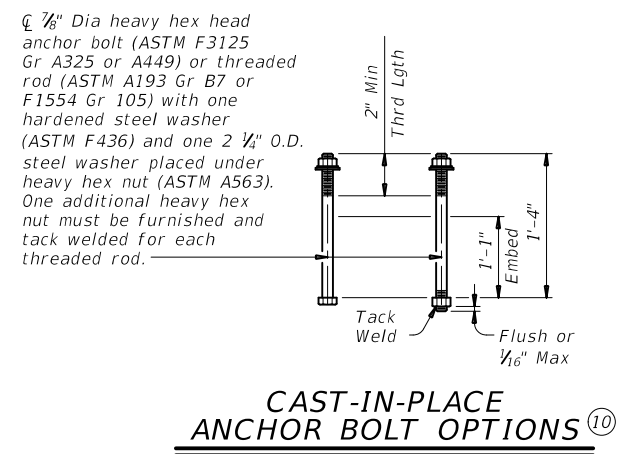 ℄ 7/8" Dia heavy hex head
anchor bolt (ASTM F3125
Gr A325 or A449) or threaded
rod (ASTM A193 Gr B7 or
F1554 Gr 105) with one
hardened steel washer
(ASTM F436) and one 2 1/4" O.D.
steel washer placed under
heavy hex nut (ASTM A563).
One additional heavy hex
nut must be furnished and
tack welded for each
threaded rod.
2" Min
Thrd Lgth
1'-1"
Embed
1'-4"
Tack
Weld
Flush or
1/16" Max
CAST-IN-PLACE
ANCHOR BOLT OPTIONS 10